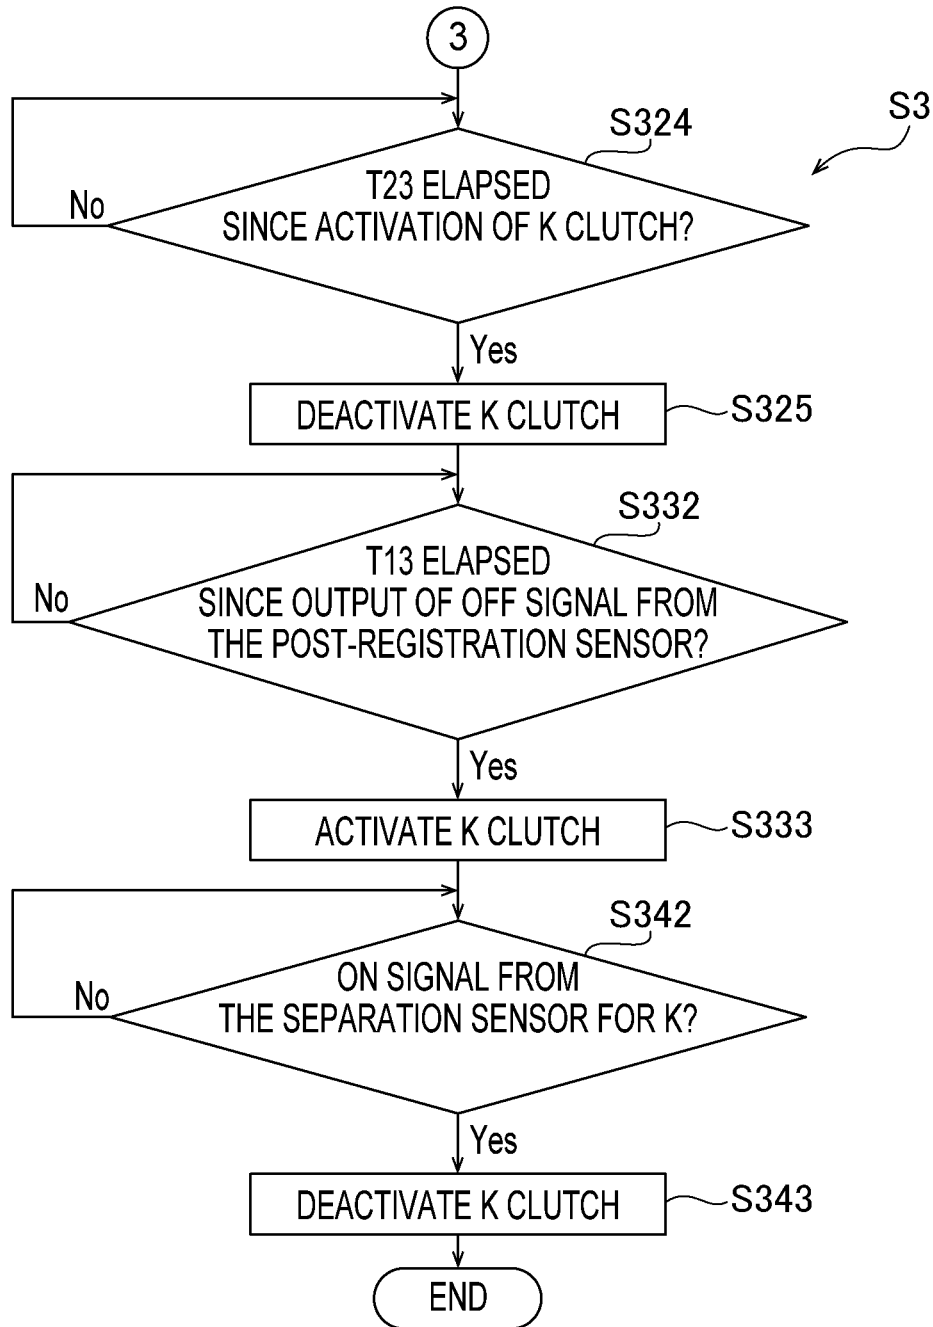 3
S3
S324
T23 ELAPSED
SINCE ACTIVATION OF K CLUTCH?
No
Yes
DEACTIVATE K CLUTCH
S325
S332
T13 ELAPSED
SINCE OUTPUT OF OFF SIGNAL FROM
THE POST-REGISTRATION SENSOR?
No
Yes
ACTIVATE K CLUTCH
S333
S342
ON SIGNAL FROM
THE SEPARATION SENSOR FOR K?
No
Yes
DEACTIVATE K CLUTCH
S343
END